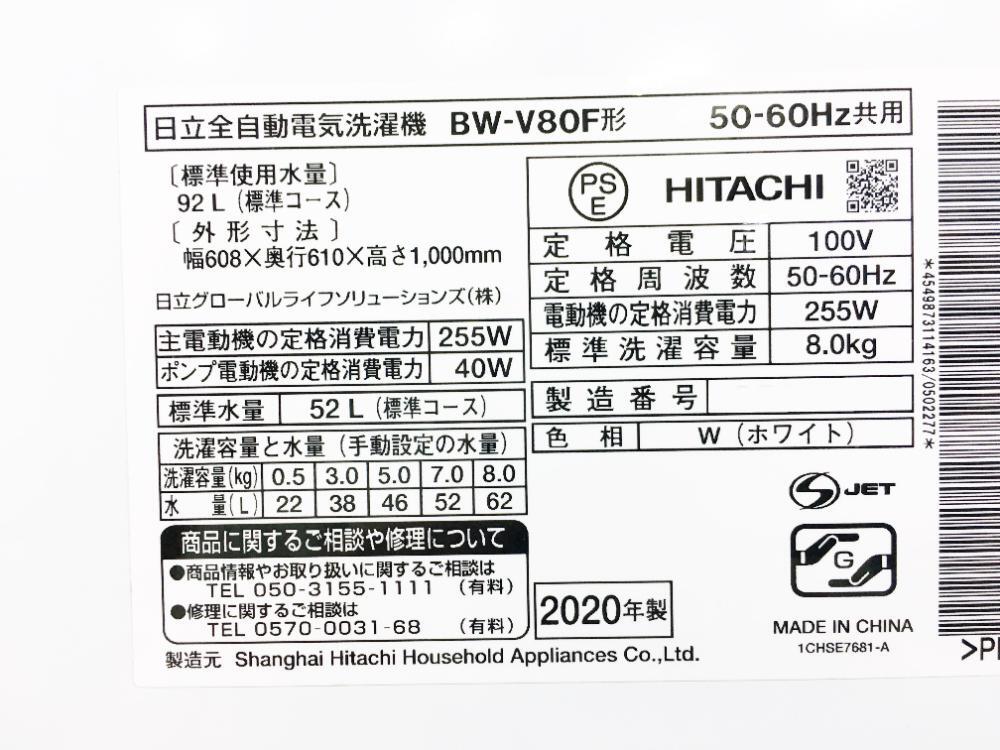 日立全自動電気洗濯機 BW-V80F形 50-60Hz共用
〔標準使用水量〕
92 L (標準コース)
〔外形寸法〕
幅608×奥行610×高さ1,000mm
日立グローバルライフソリューションズ(株)
主電動機の定格消費電力 255W
ポンプ電動機の定格消費電力 40W
標準水量 52 L (標準コース)
洗濯容量と水量(手動設定の水量)
洗濯容量(kg) 0.5 3.0 5.0 7.0 8.0
水量(L) 22 38 46 52 62
商品に関するご相談や修理について
●商品情報やお取り扱いに関するご相談は
TEL 050-3155-1111 (有料)
●修理に関するご相談は
TEL 0570-0031-68 (有料)
製造元 Shanghai Hitachi Household Appliances Co.,Ltd.
PS
E
HITACHI
定格電圧 100V
定格周波数 50-60Hz
電動機の定格消費電力 255W
標準洗濯容量 8.0kg
製造番号
色相 W(ホワイト)
S JET
G
2020年製
MADE IN CHINA
1CHSE7681-A
*4549873114163/0502277*